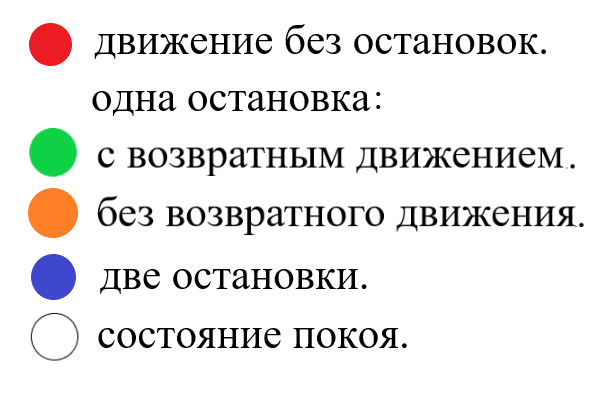 движение без остановок.
одна остановка:
с возвратным движением.
без возвратного движения.
две остановки.
состояние покоя.